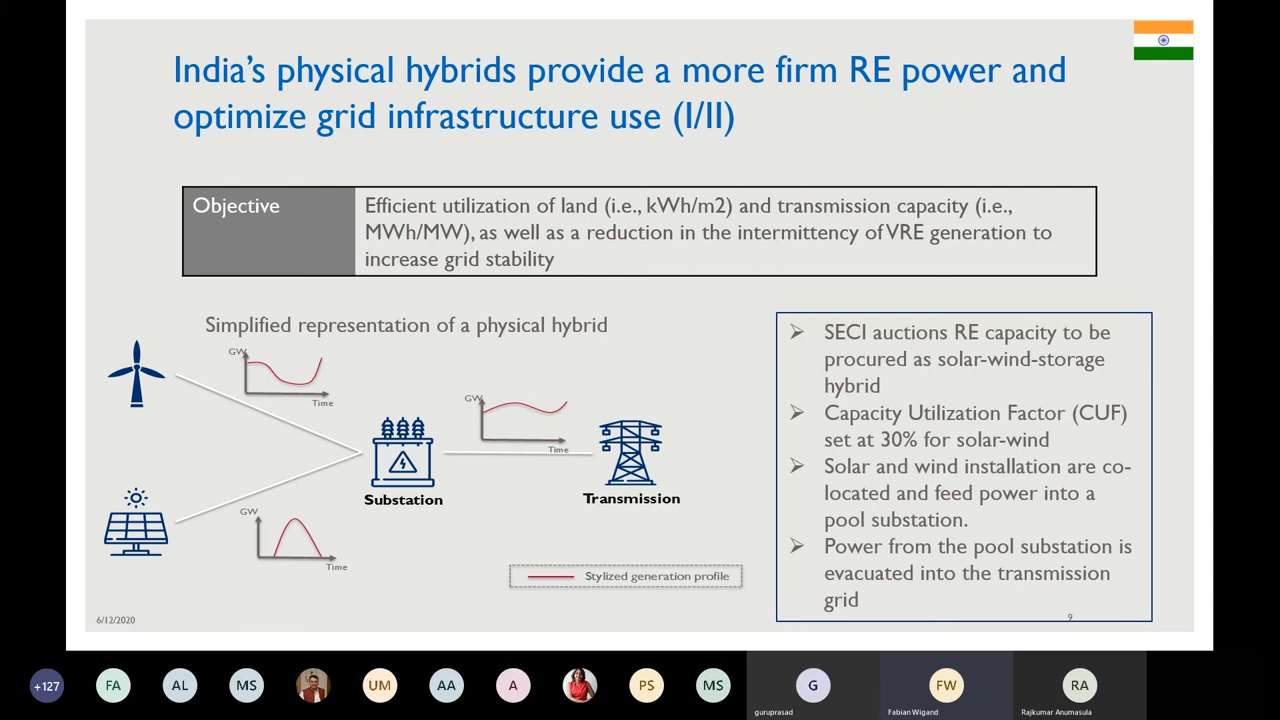 India's physical hybrids provide a more firm RE power and
optimize grid infrastructure use (I/II)
Objective
Efficient utilization of land (i.e., kWh/m2) and transmission capacity (i.e.,
MWh/MW), as well as a reduction in the intermittency of VRE generation to
increase grid stability
Simplified representation of a physical hybrid
GW
Time
GW
Time
Substation
Transmission
GW
Time
Stylized generation profile
➢ SECI auctions RE capacity to be
procured as solar-wind-storage
hybrid
➢ Capacity Utilization Factor (CUF)
set at 30% for solar-wind
➢ Solar and wind installation are co-
located and feed power into a
pool substation.
➢ Power from the pool substation is
evacuated into the transmission
grid
6/12/2020
9
+127
FA
AL
MS
UM
AA
A
PS
MS
G
FW
RA
guruprasad
Fabian Wigand
Rajkumar Anumasula